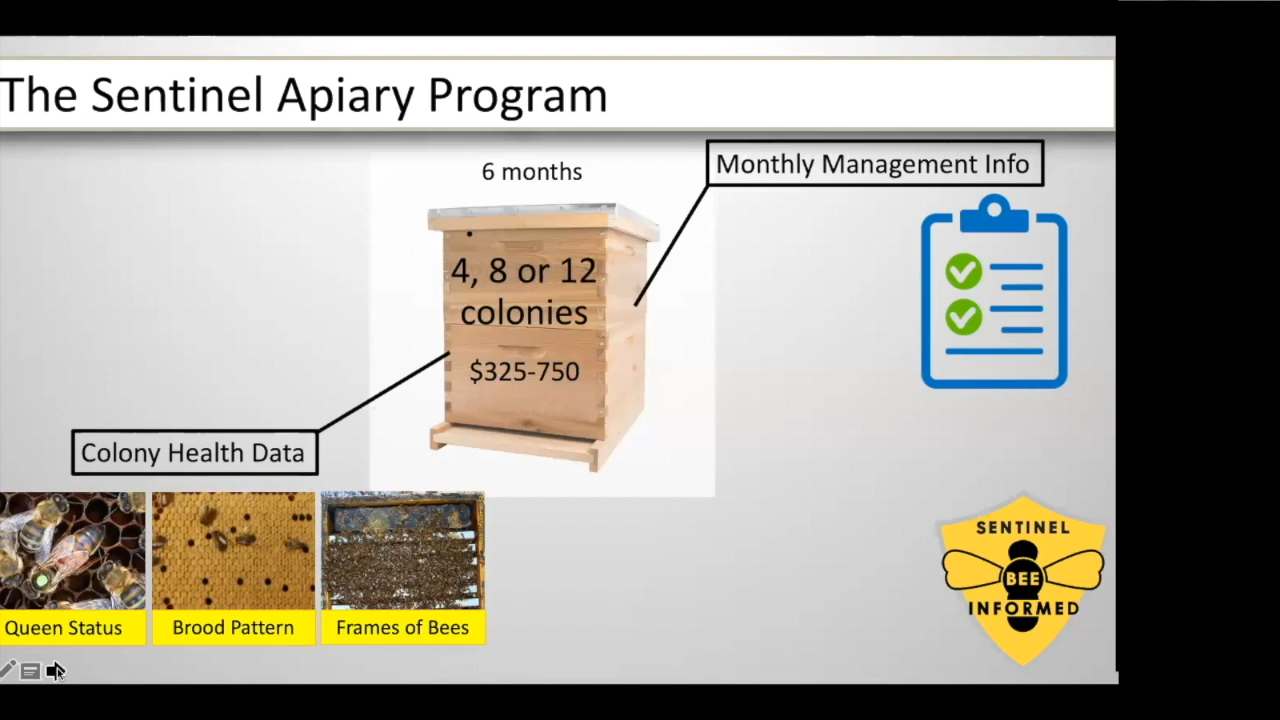 The Sentinel Apiary Program
6 months
Monthly Management Info
4, 8 or 12
colonies
$325-750
Colony Health Data
Queen Status
Brood Pattern
Frames of Bees
SENTINEL
BEE
INFORMED